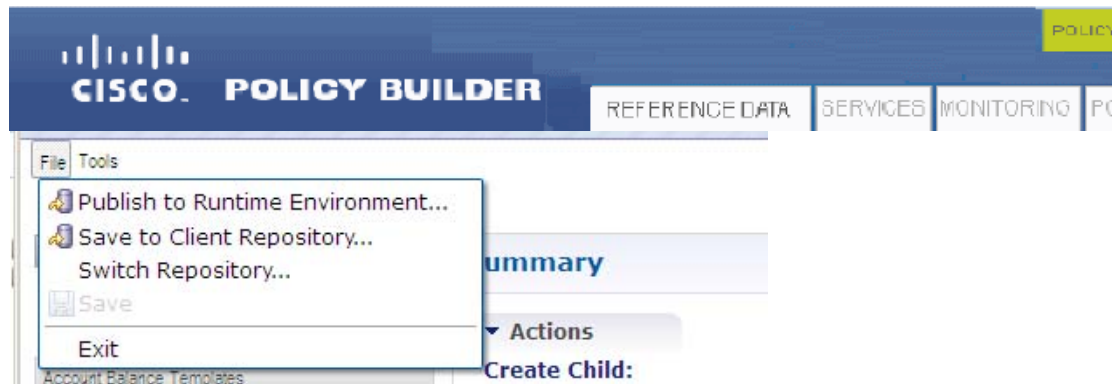 POLICY
CISCO. POLICY BUILDER
REFERENCE DATA SERVICES MONITORING
File Tools
Publish to Runtime Environment...
Save to Client Repository...
Switch Repository...
ummary
Save
Actions
Exit
Create Child:
Account Balance Templates